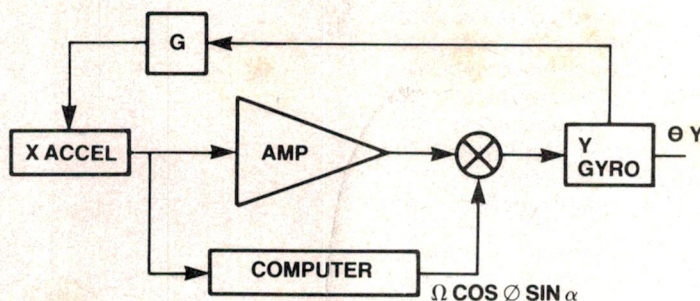 G
X ACCEL
AMP
Y
GYRO
Θ Y
COMPUTER
Ω COS Ø SIN α